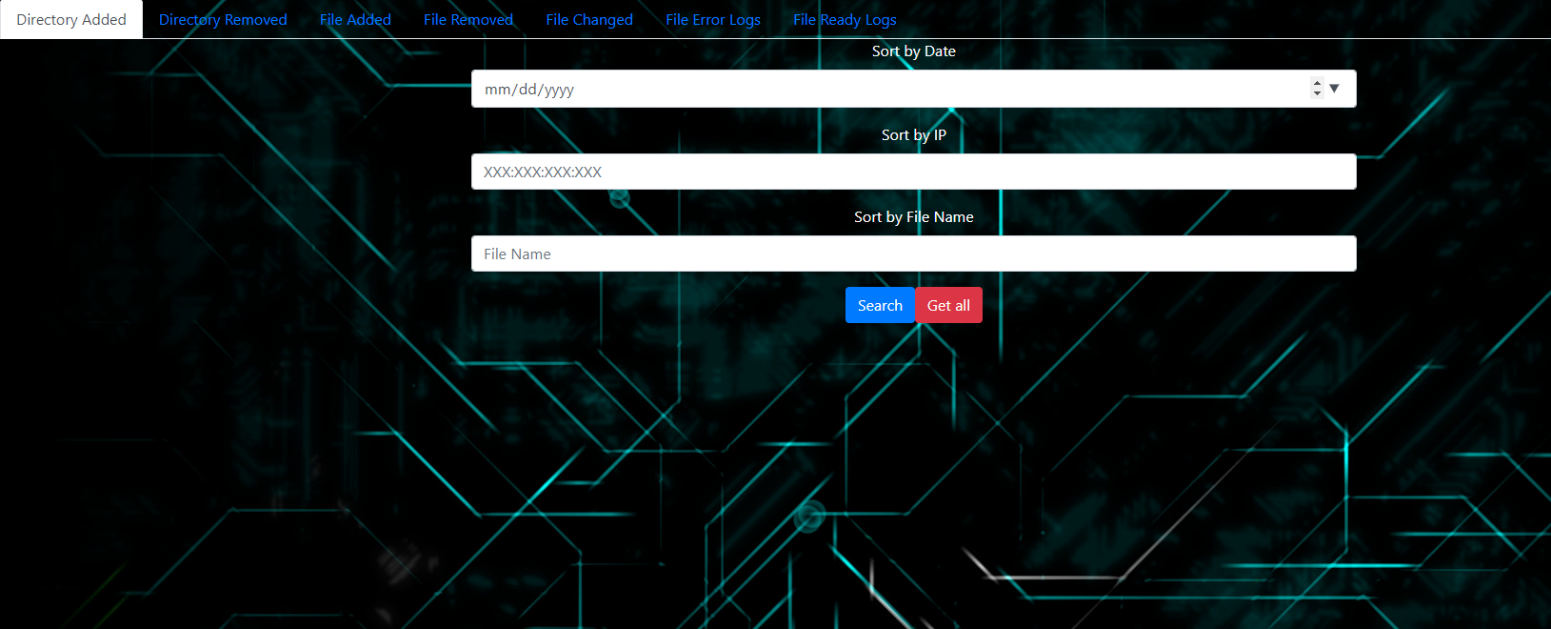 Directory Added Directory Removed File Added File Removed File Changed File Error Logs File Ready Logs
Sort by Date
mm/dd/yyyy
Sort by IP
XXX:XXX:XXX:XXX
Sort by File Name
File Name
Search Get all